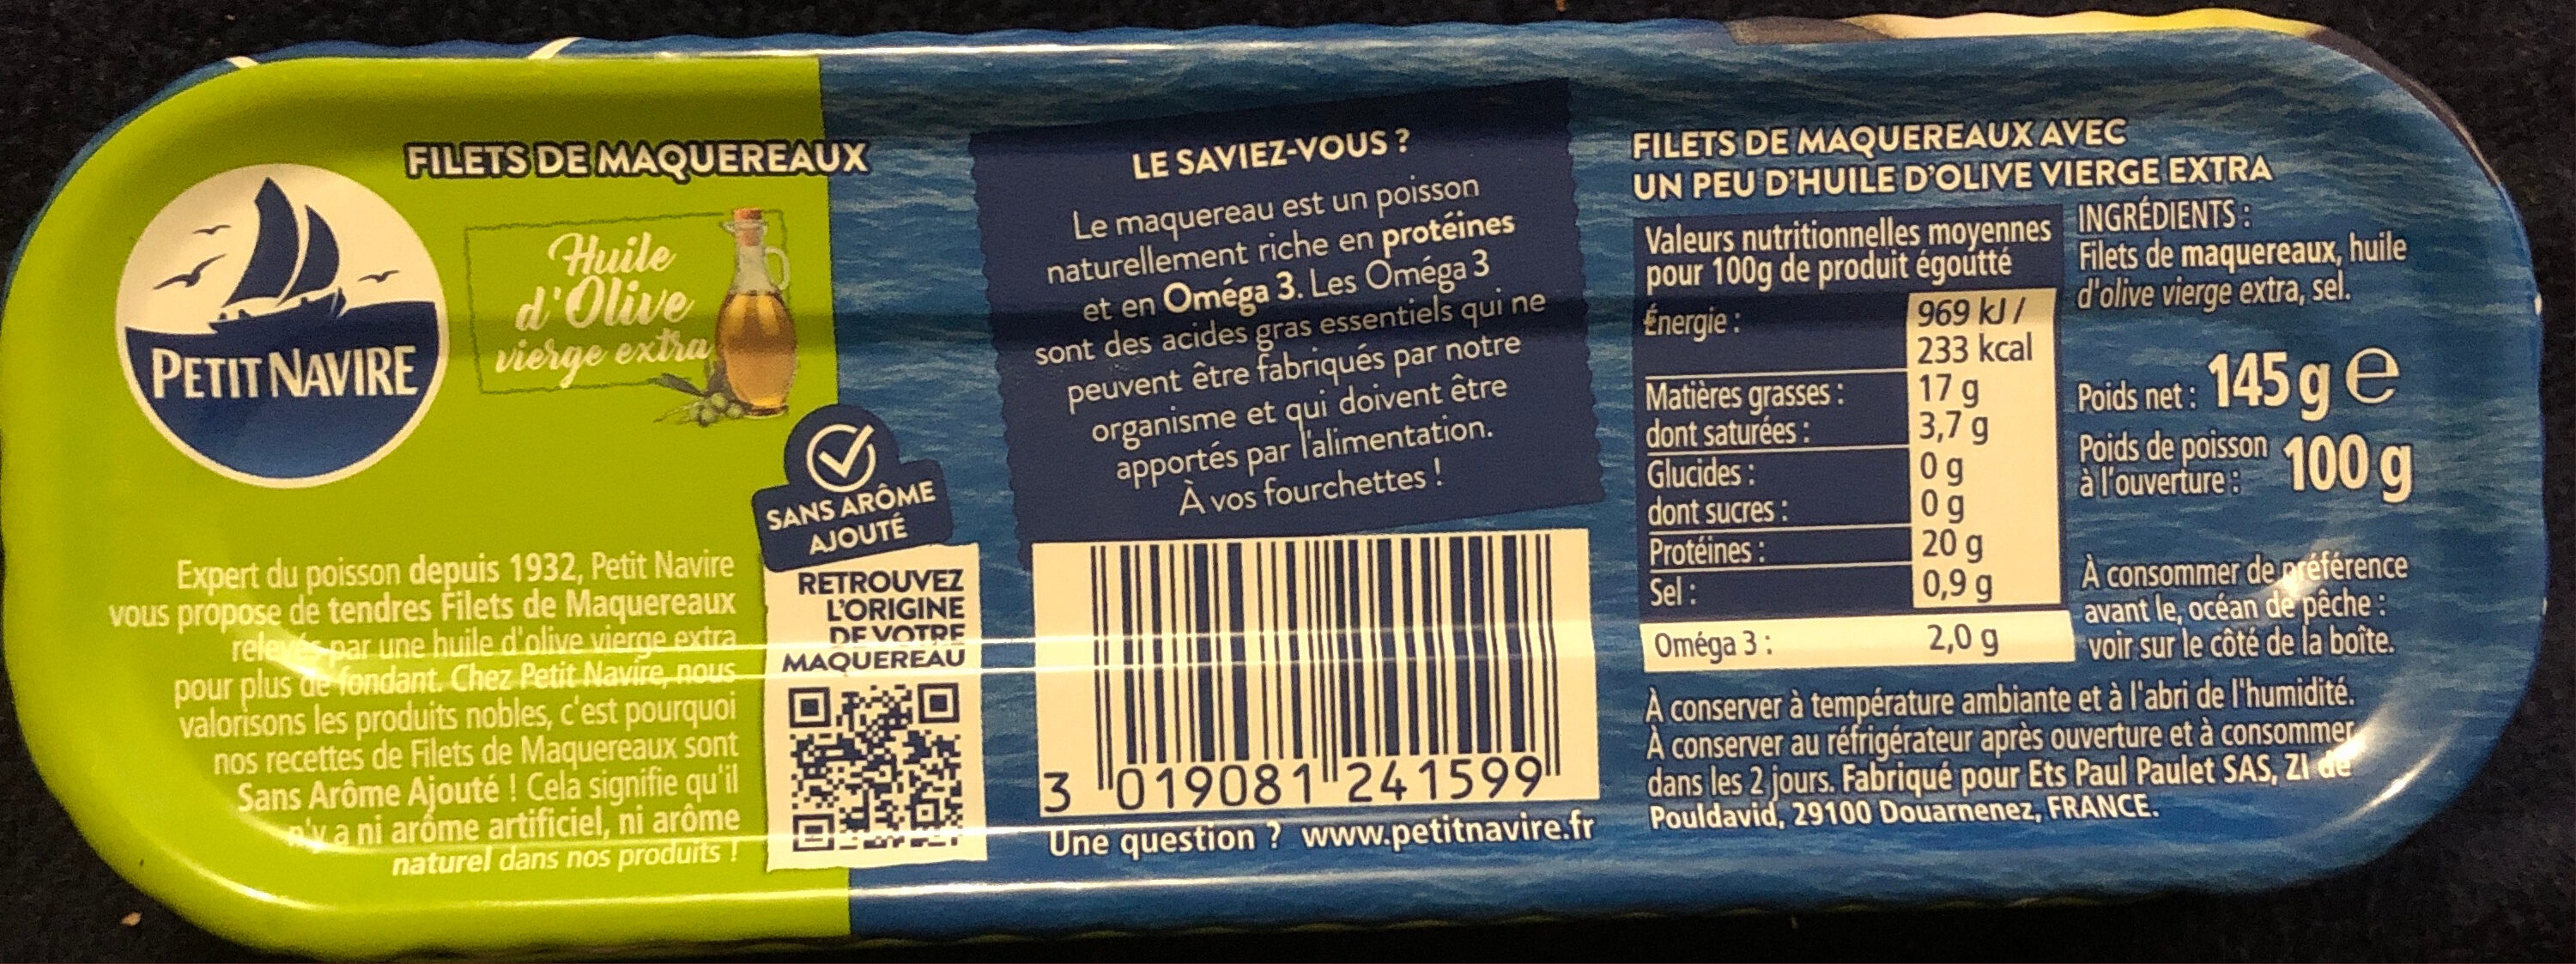 FILETS DE MAQUEREAUX
PETIT NAVIRE
Huile
d'Olive
vierge extra
SANS ARÔME
AJOUTÉ
Expert du poisson depuis 1932, Petit Navire
vous propose de tendres Filets de Maquereaux
relevés par une huile d'olive vierge extra
pour plus de fondant. Chez Petit Navire, nous
valorisons les produits nobles, c'est pourquoi
nos recettes de Filets de Maquereaux sont
Sans Arôme Ajouté ! Cela signifie qu'il
n'y a ni arôme artificiel, ni arôme
naturel dans nos produits !
RETROUVEZ
L'ORIGINE
DE VOTRE
MAQUEREAU
LE SAVIEZ-VOUS ?
Le maquereau est un poisson
naturellement riche en protéines
et en Oméga 3. Les Oméga 3
sont des acides gras essentiels qui ne
peuvent être fabriqués par notre
organisme et qui doivent être
apportés par l'alimentation.
À vos fourchettes !
3 019081 241599
Une question ? www.petitnavire.fr
FILETS DE MAQUEREAUX AVEC
UN PEU D'HUILE D'OLIVE VIERGE EXTRA
Valeurs nutritionnelles moyennes
pour 100g de produit égoutté
Énergie : 969 kJ /
233 kcal
Matières grasses : 17 g
dont saturées : 3,7 g
Glucides : 0 g
dont sucres : 0 g
Protéines : 20 g
Sel : 0,9 g
Oméga 3 : 2,0 g
INGRÉDIENTS :
Filets de maquereaux, huile
d'olive vierge extra, sel.
Poids net : 145 g e
Poids de poisson
à l'ouverture : 100 g
À consommer de préférence
avant le, océan de pêche :
voir sur le côté de la boîte.
À conserver à température ambiante et à l'abri de l'humidité.
À conserver au réfrigérateur après ouverture et à consommer
dans les 2 jours. Fabriqué pour Ets Paul Paulet SAS, ZI de
Pouldavid, 29100 Douarnenez, FRANCE.